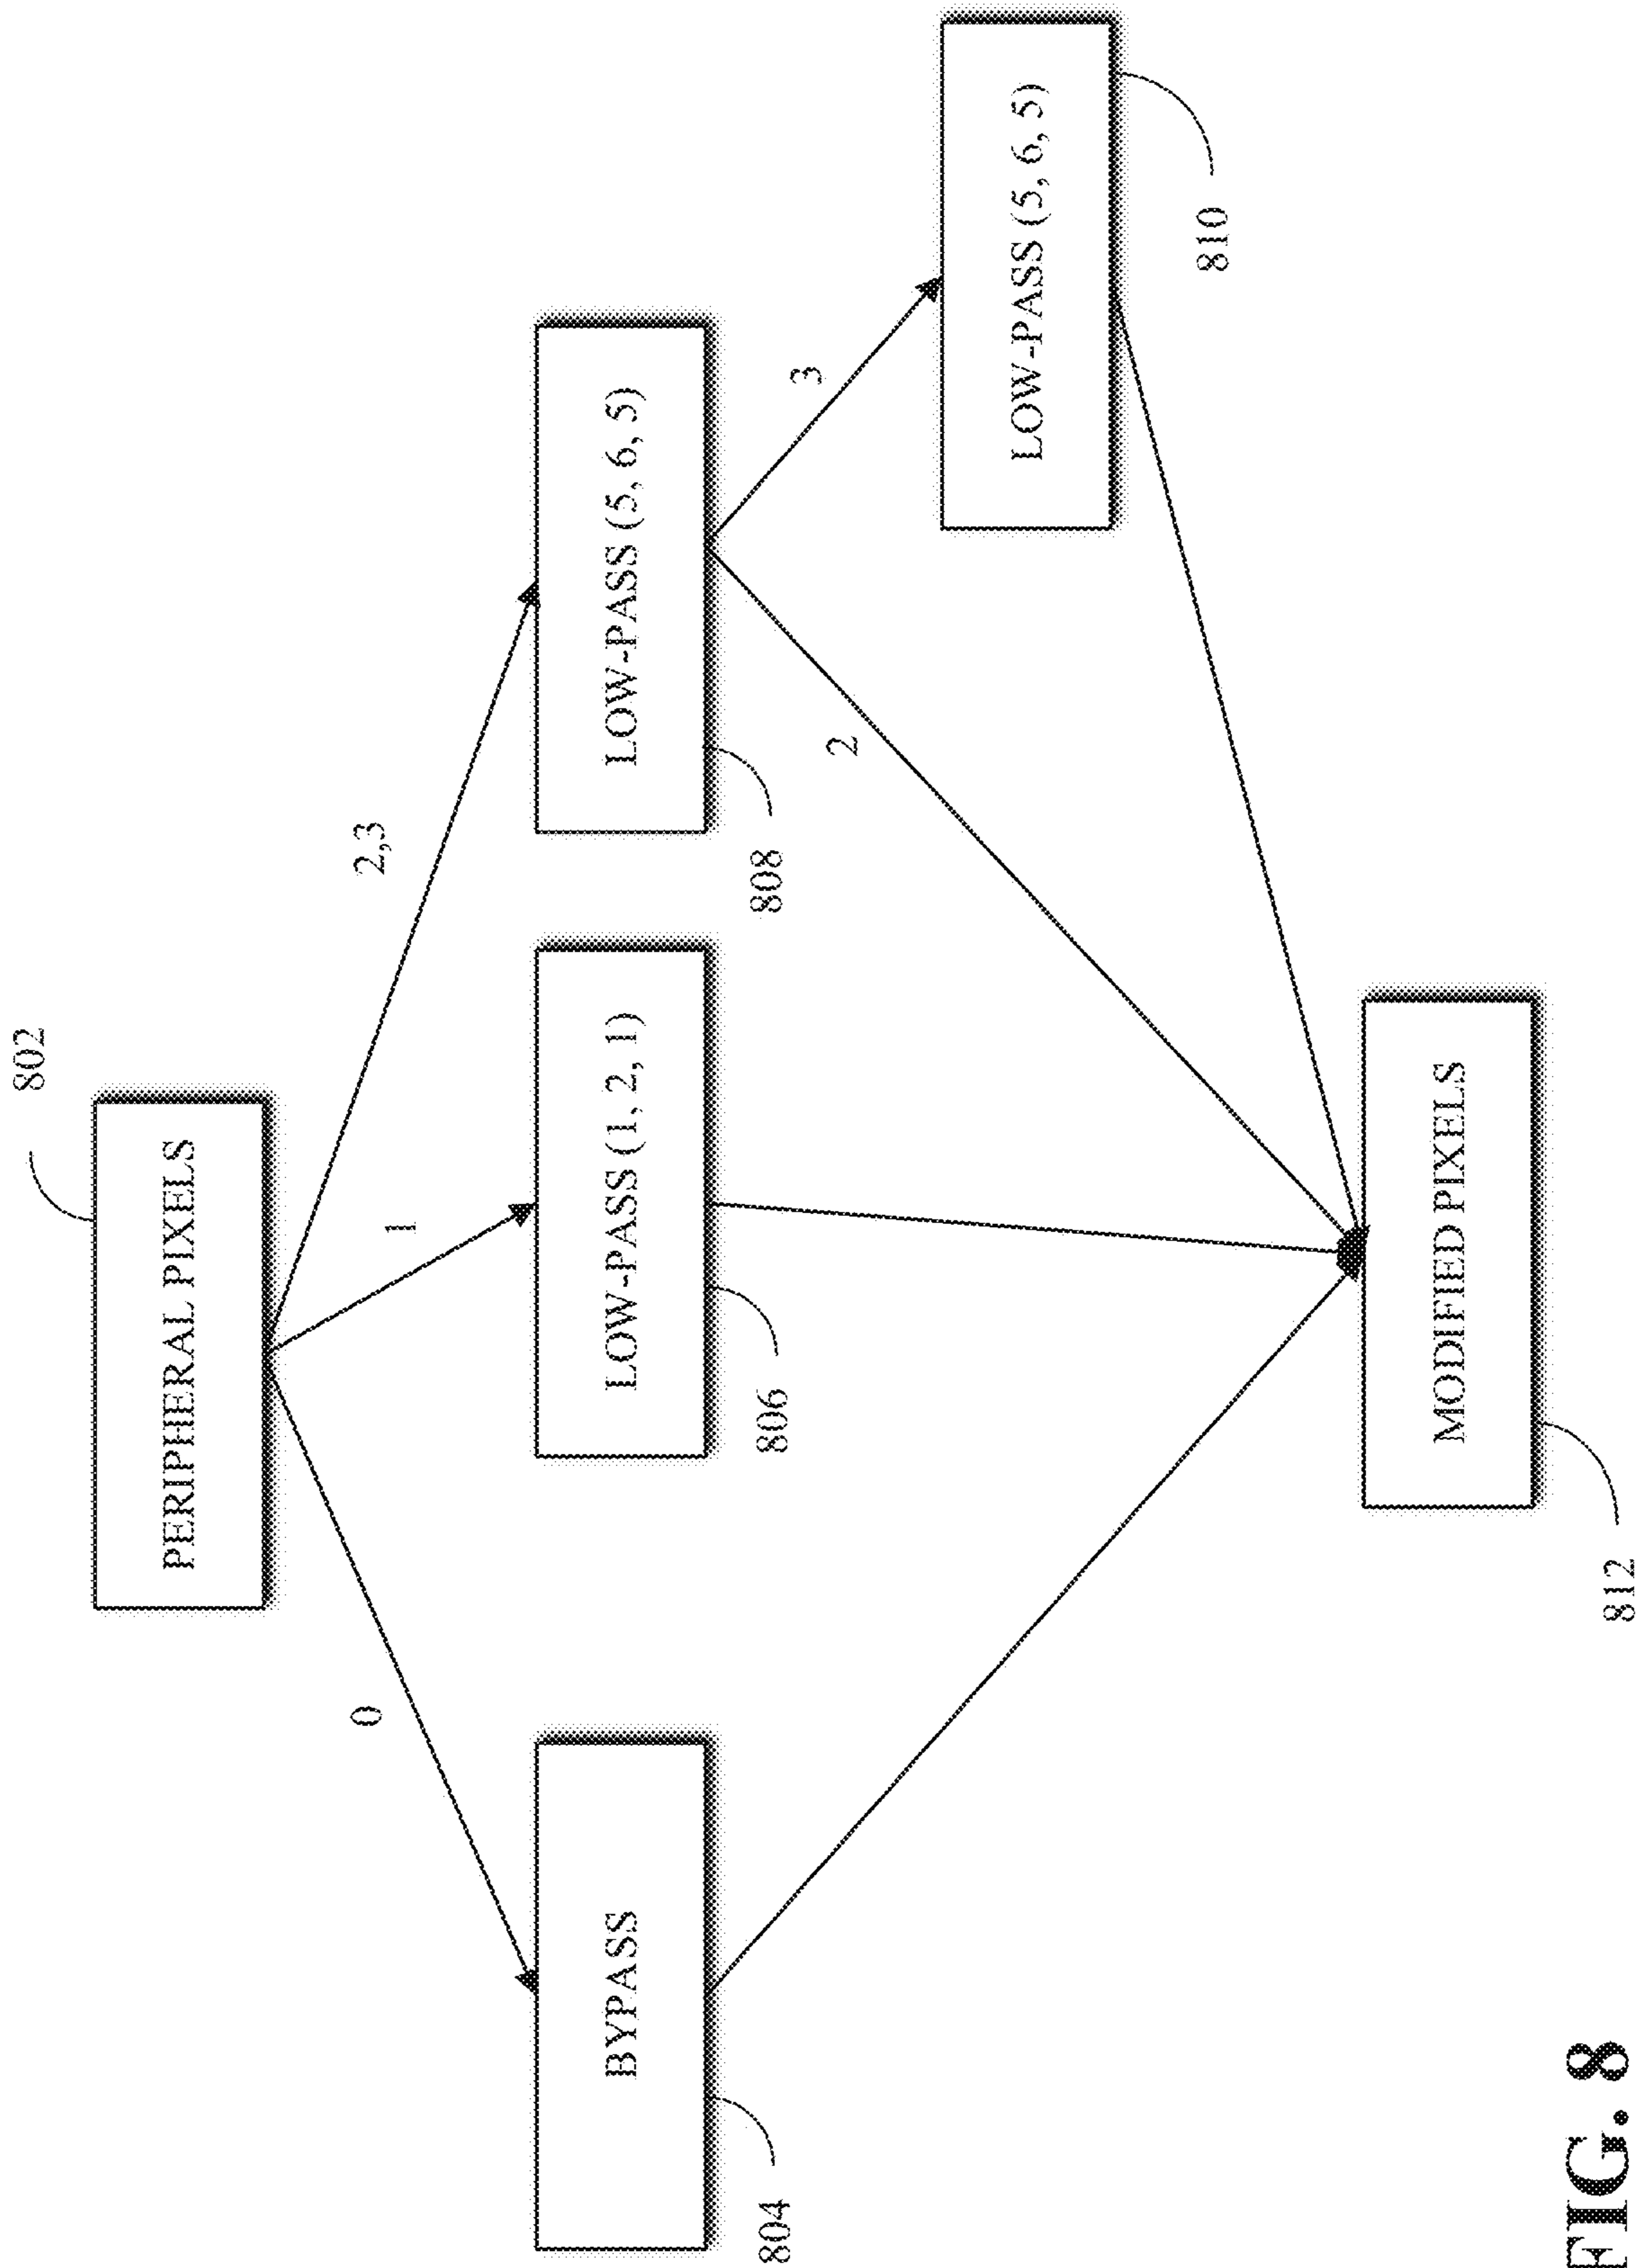 802
PERIPHERAL PIXELS
0
1
2,3
BYPASS
LOW-PASS (1, 2, 1)
LOW-PASS (5, 6, 5)
804
806
808
2
3
LOW-PASS (5, 6, 5)
810
MODIFIED PIXELS
812
FIG. 8